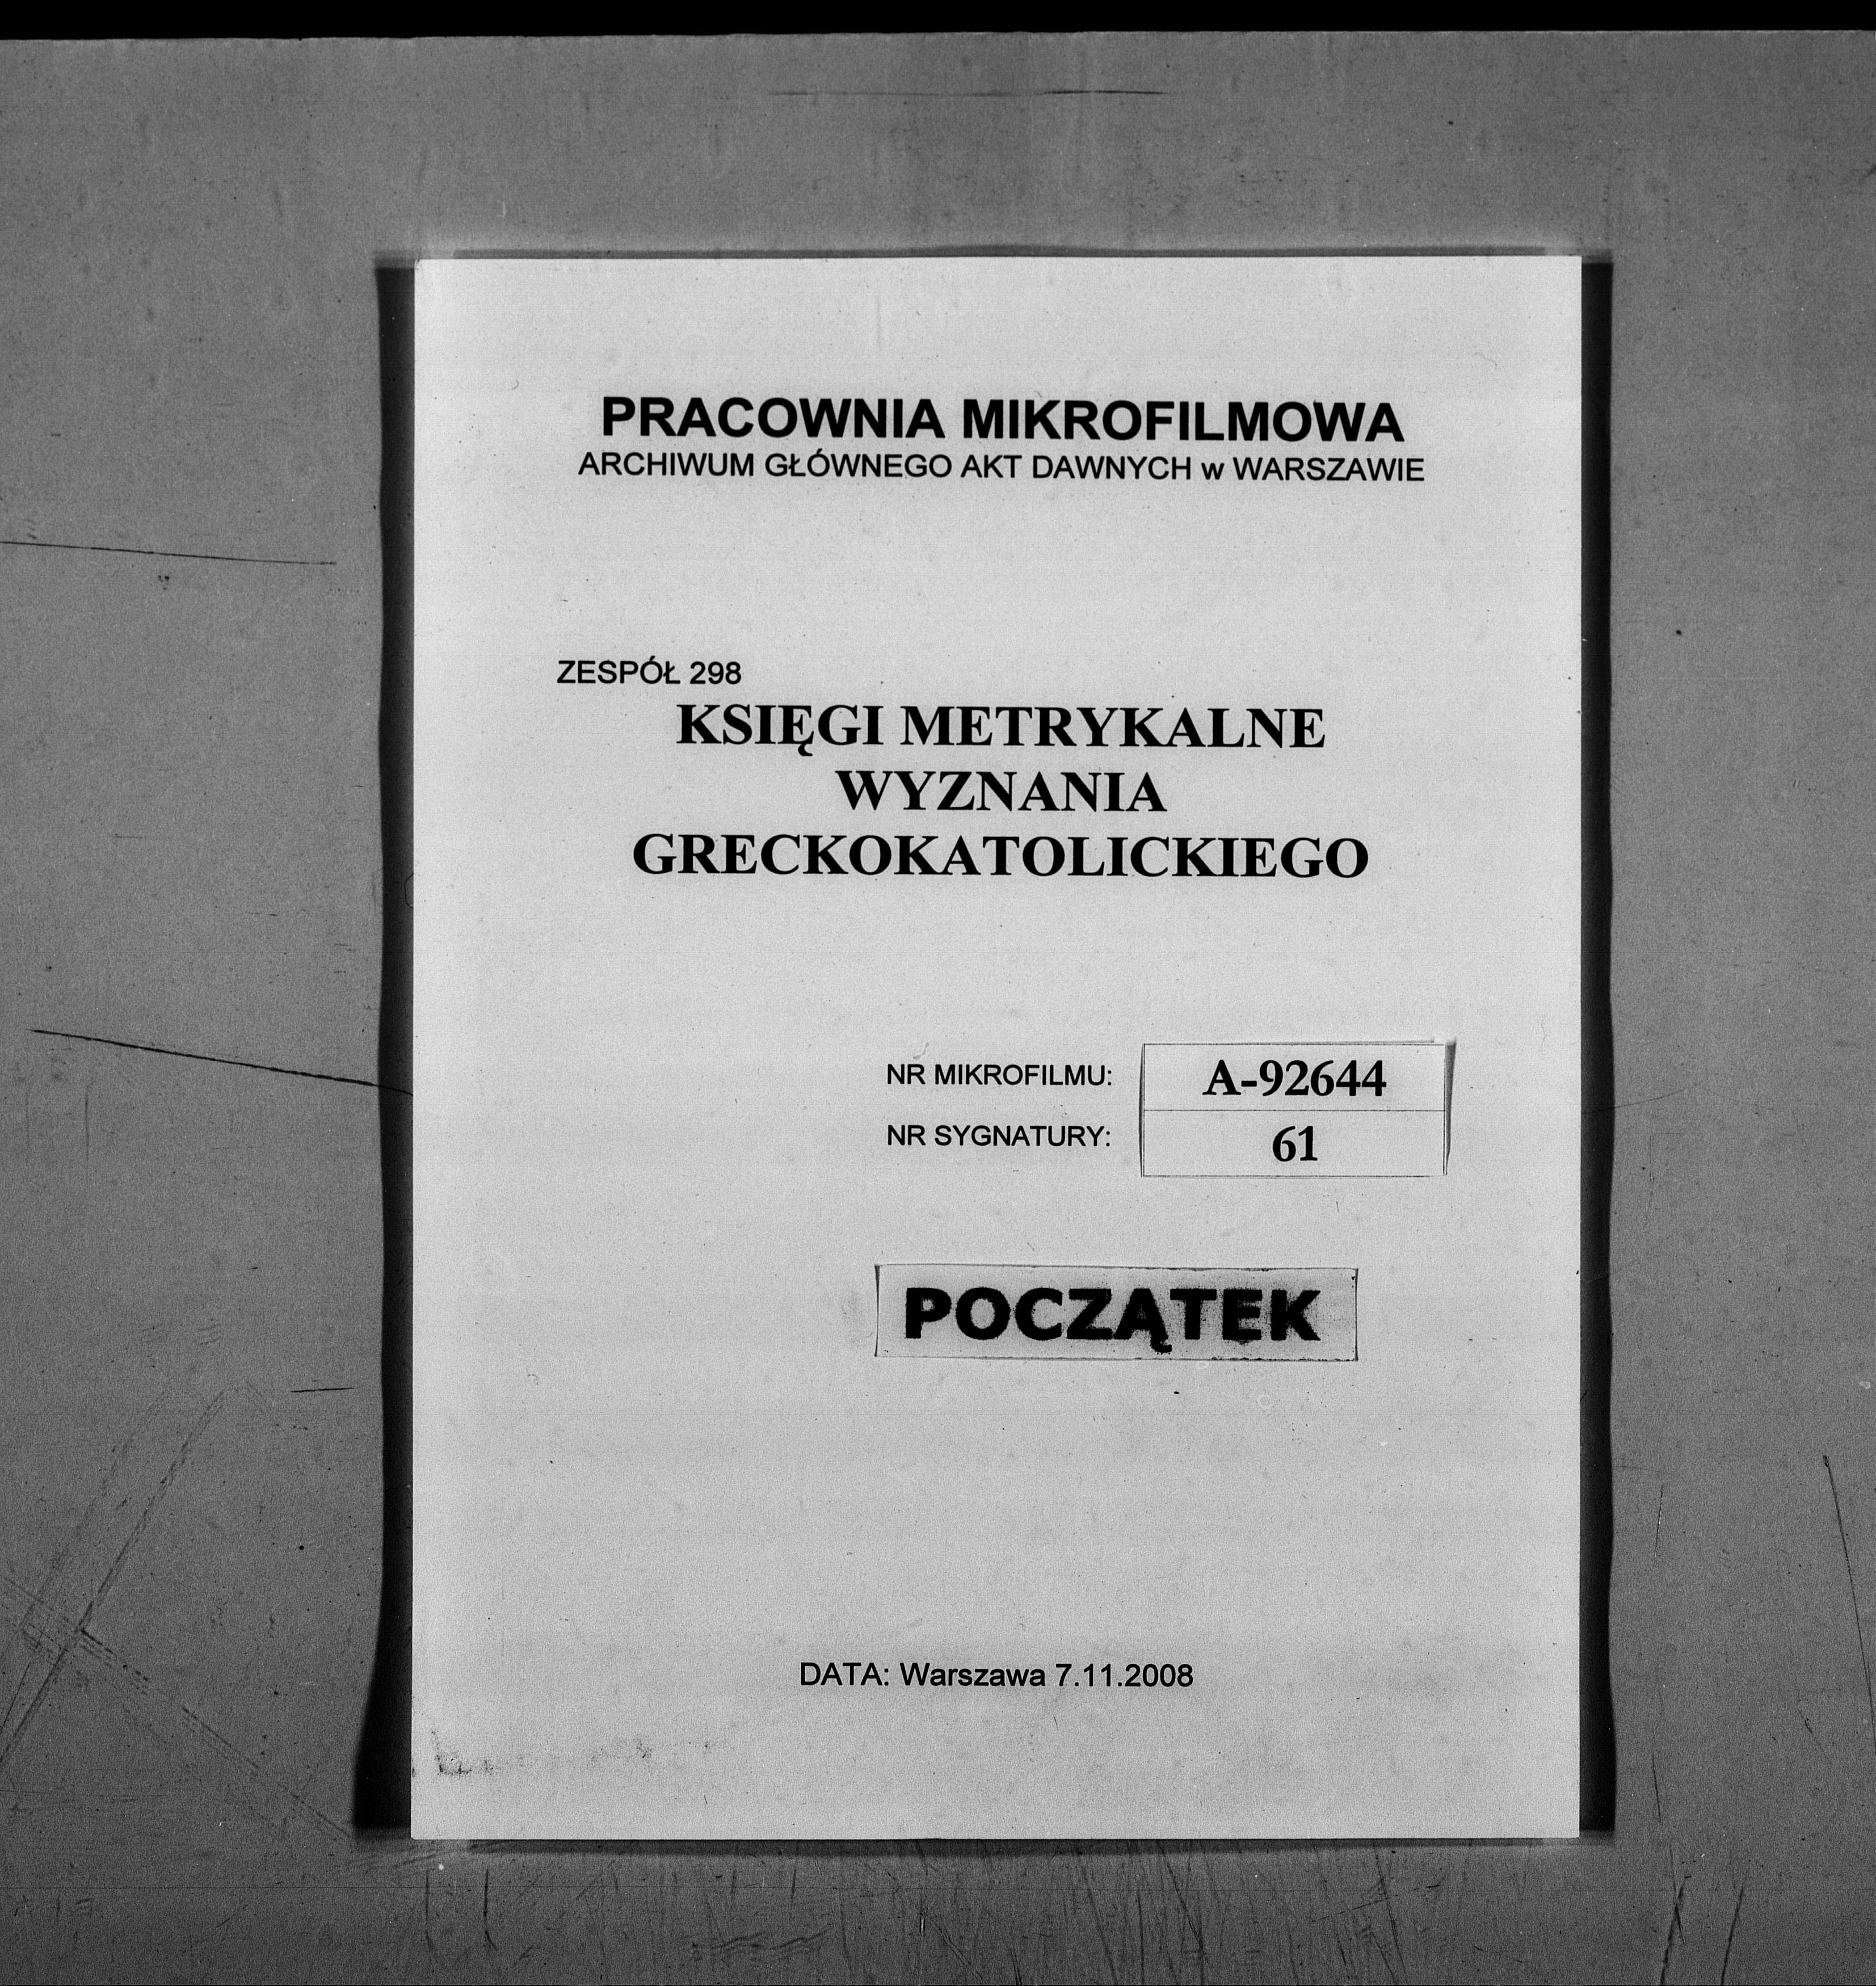 PRACOWNIA MIKROFILMOWA
ARCHIWUM GŁÓWNEGO AKT DAWNYCH w WARSZAWIE
ZESPÓŁ 298
KSIĘGI METRYKALNE
WYZNANIA
GRECKOKATOLICKIEGO
NR MIKROFILMU: A-92644
NR SYGNATURY: 61
POCZĄTEK
DATA: Warszawa 7.11.2008